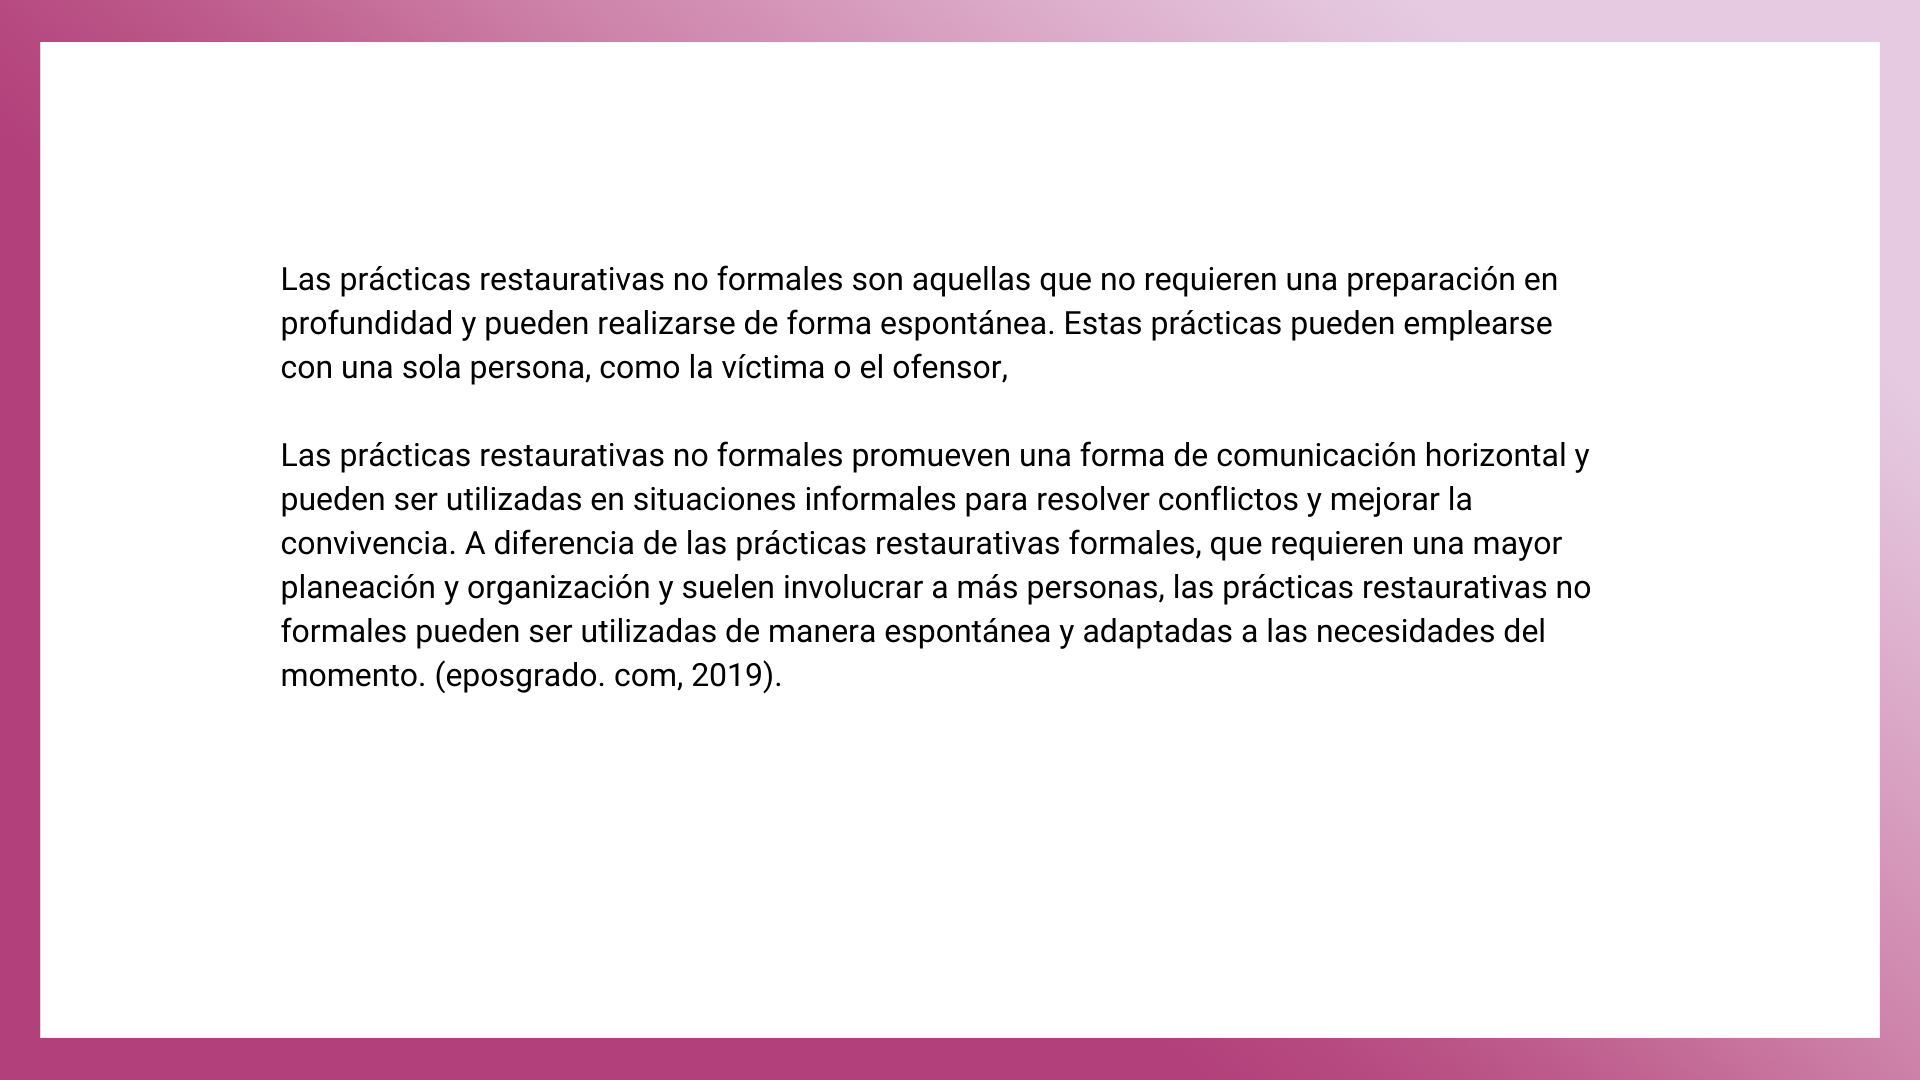 Las prácticas restaurativas no formales son aquellas que no requieren una preparación en
profundidad y pueden realizarse de forma espontánea. Estas prácticas pueden emplearse
con una sola persona, como la víctima o el ofensor,
Las prácticas restaurativas no formales promueven una forma de comunicación horizontal y
pueden ser utilizadas en situaciones informales para resolver conflictos y mejorar la
convivencia. A diferencia de las prácticas restaurativas formales, que requieren una mayor
planeación y organización y suelen involucrar a más personas, las prácticas restaurativas no
formales pueden ser utilizadas de manera espontánea y adaptadas a las necesidades del
momento. (eposgrado. com, 2019).